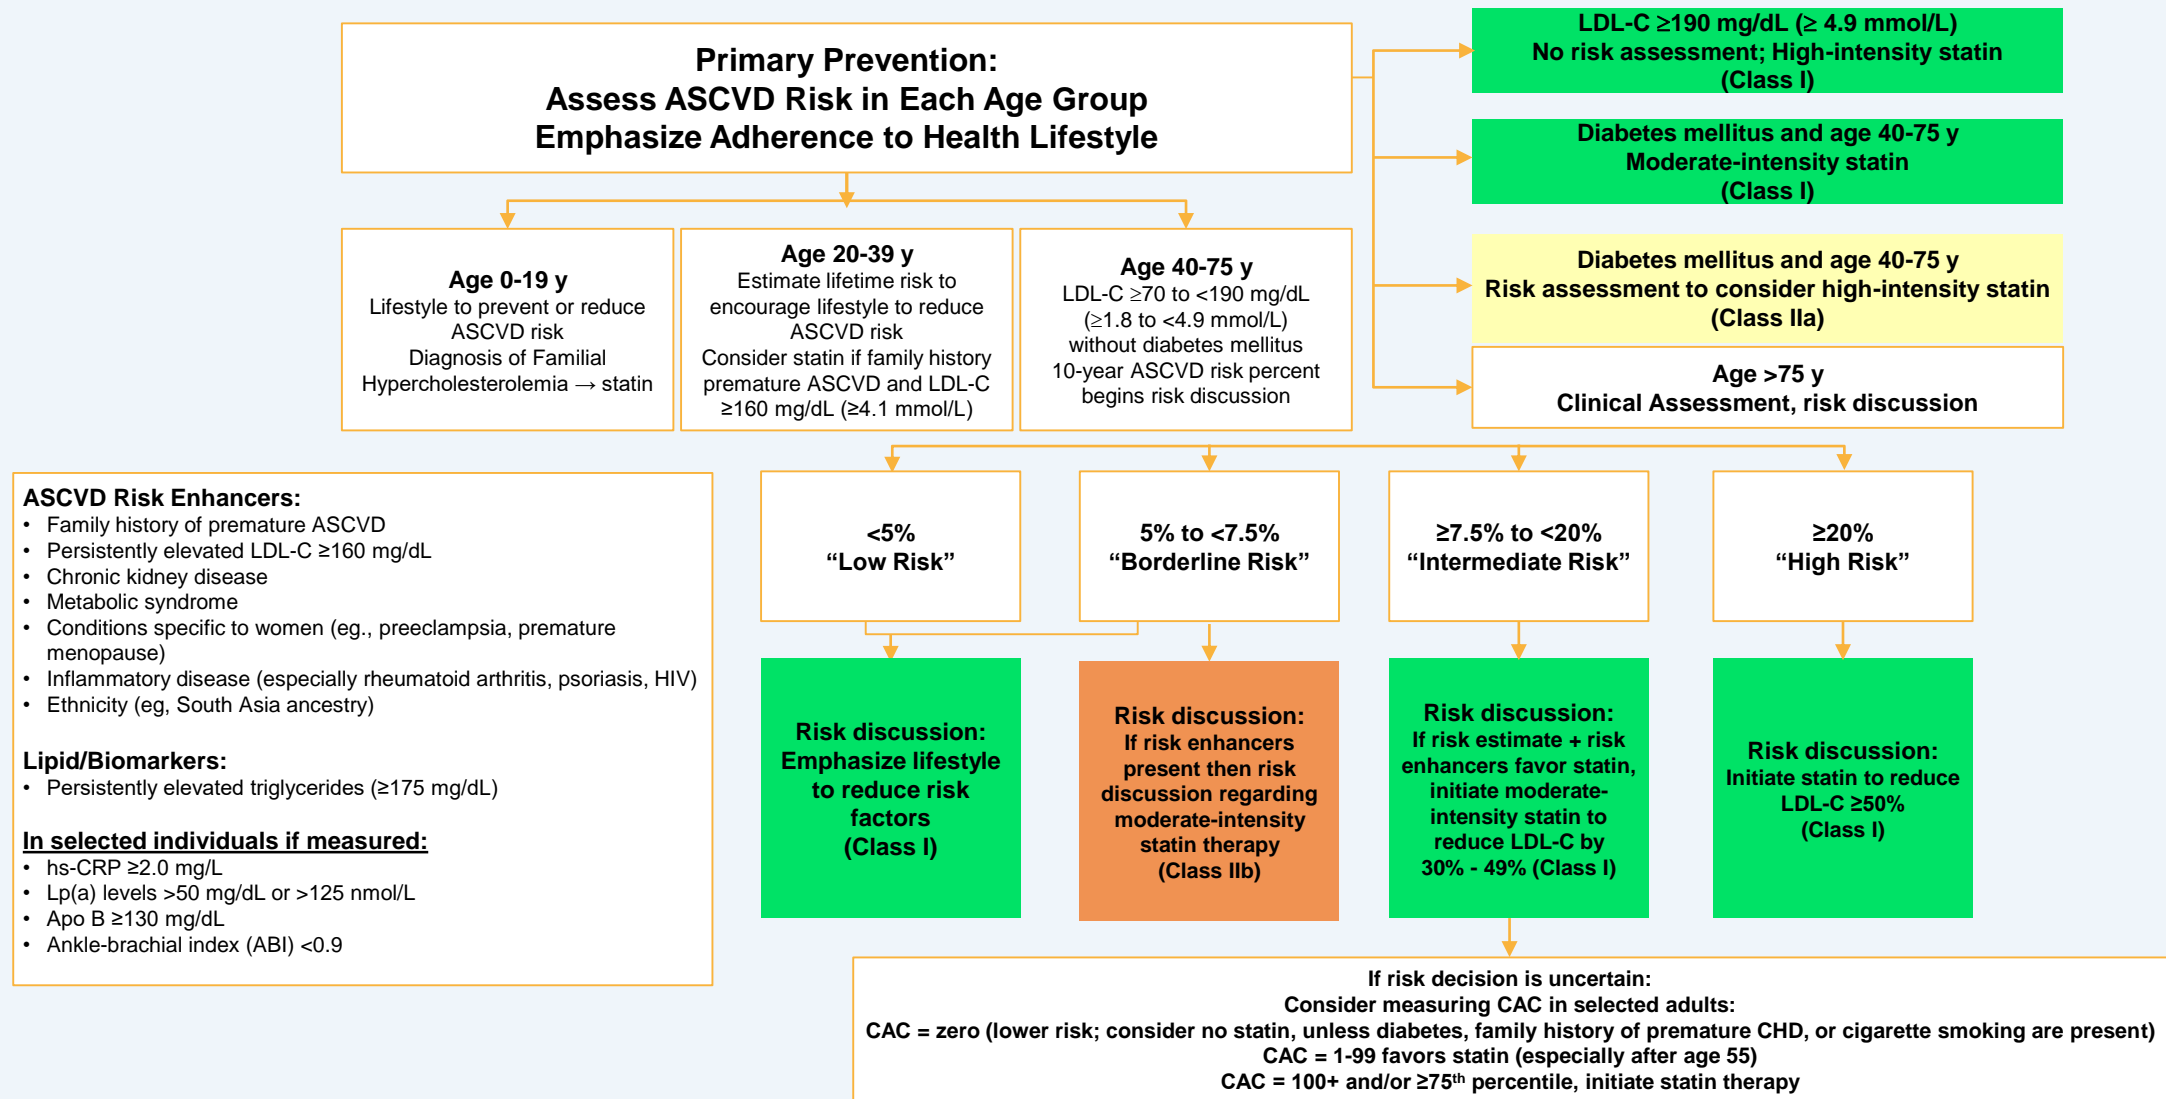 Primary Prevention:
Assess ASCVD Risk in Each Age Group
Emphasize Adherence to Health Lifestyle
LDL-C ≥190 mg/dL (≥ 4.9 mmol/L)
No risk assessment; High-intensity statin
(Class I)
Diabetes mellitus and age 40-75 y
Moderate-intensity statin
(Class I)
Diabetes mellitus and age 40-75 y
Risk assessment to consider high-intensity statin
(Class IIa)
Age >75 y
Clinical Assessment, risk discussion
Age 0-19 y
Lifestyle to prevent or reduce
ASCVD risk
Diagnosis of Familial
Hypercholesterolemia → statin
Age 20-39 y
Estimate lifetime risk to
encourage lifestyle to reduce
ASCVD risk
Consider statin if family history
premature ASCVD and LDL-C
≥160 mg/dL (≥4.1 mmol/L)
Age 40-75 y
LDL-C ≥70 to <190 mg/dL
(≥1.8 to <4.9 mmol/L)
without diabetes mellitus
10-year ASCVD risk percent
begins risk discussion
ASCVD Risk Enhancers:
• Family history of premature ASCVD
• Persistently elevated LDL-C ≥160 mg/dL
• Chronic kidney disease
• Metabolic syndrome
• Conditions specific to women (eg., preeclampsia, premature
menopause)
• Inflammatory disease (especially rheumatoid arthritis, psoriasis, HIV)
• Ethnicity (eg, South Asia ancestry)
Lipid/Biomarkers:
• Persistently elevated triglycerides (≥175 mg/dL)
In selected individuals if measured:
• hs-CRP ≥2.0 mg/L
• Lp(a) levels >50 mg/dL or >125 nmol/L
• Apo B ≥130 mg/dL
• Ankle-brachial index (ABI) <0.9
<5%
“Low Risk”
5% to <7.5%
“Borderline Risk”
≥7.5% to <20%
“Intermediate Risk”
≥20%
“High Risk”
Risk discussion:
Emphasize lifestyle
to reduce risk
factors
(Class I)
Risk discussion:
If risk enhancers
present then risk
discussion regarding
moderate-intensity
statin therapy
(Class IIb)
Risk discussion:
If risk estimate + risk
enhancers favor statin,
initiate moderate-
intensity statin to
reduce LDL-C by
30% - 49% (Class I)
Risk discussion:
Initiate statin to reduce
LDL-C ≥50%
(Class I)
If risk decision is uncertain:
Consider measuring CAC in selected adults:
CAC = zero (lower risk; consider no statin, unless diabetes, family history of premature CHD, or cigarette smoking are present)
CAC = 1-99 favors statin (especially after age 55)
CAC = 100+ and/or ≥75th percentile, initiate statin therapy